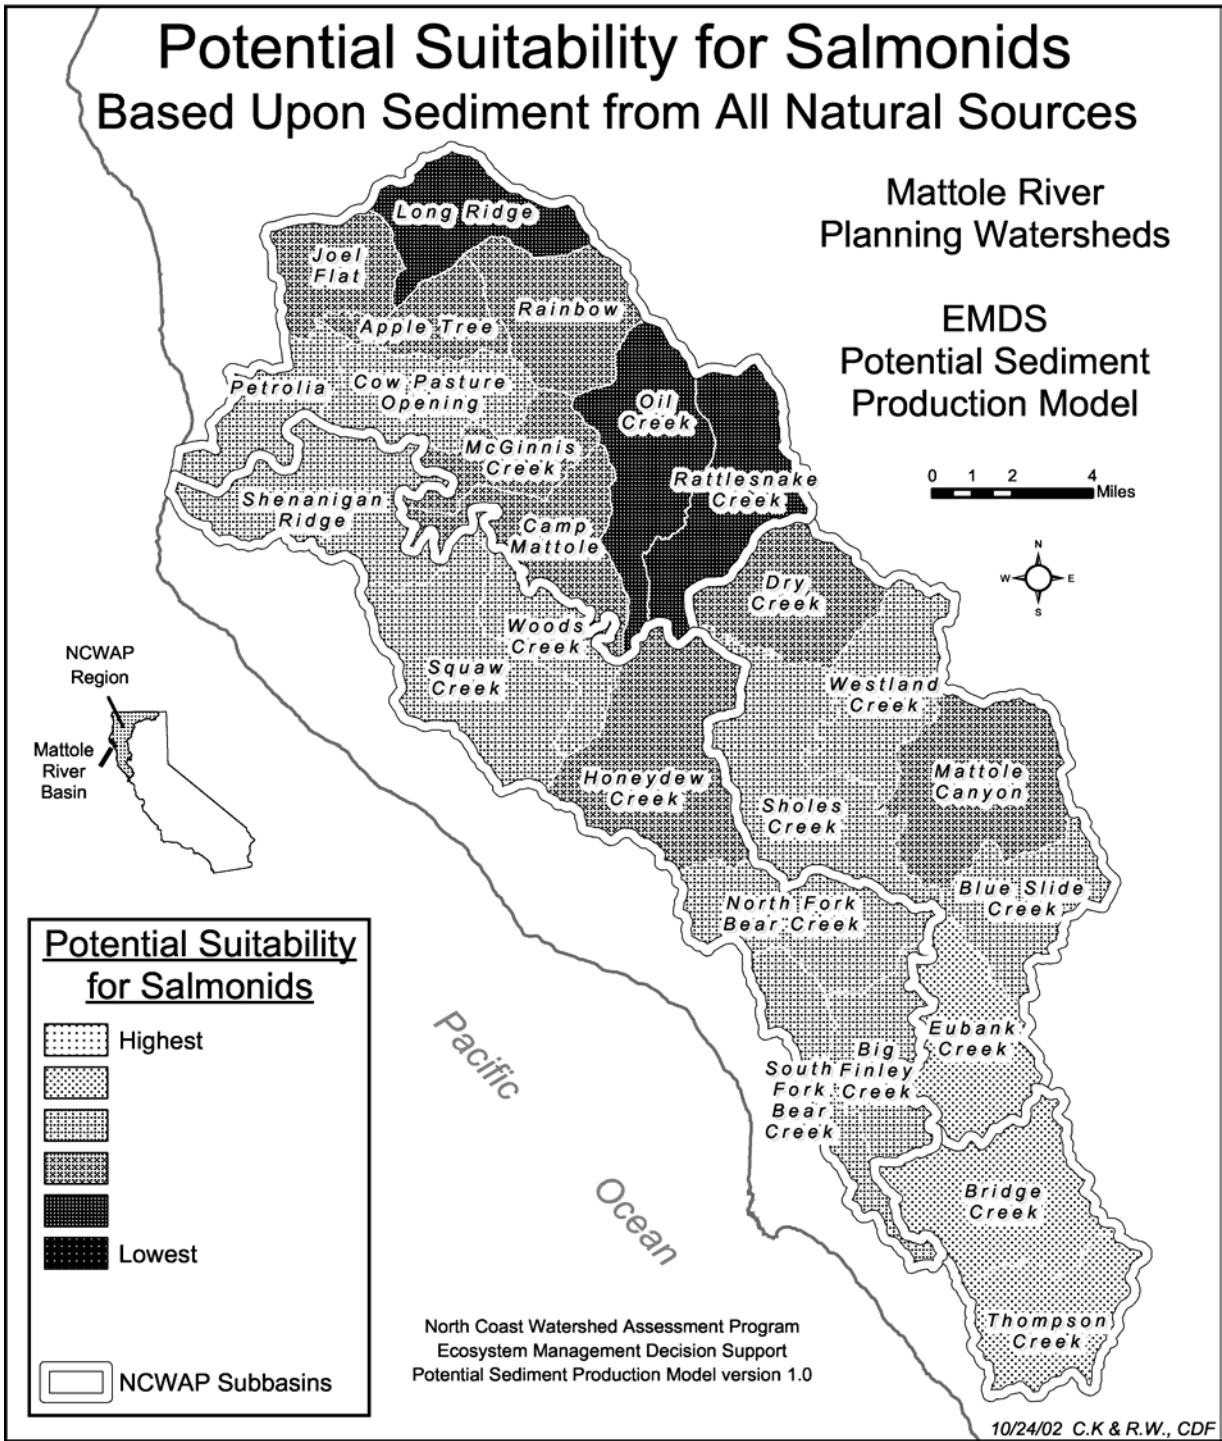 Potential Suitability for Salmonids
Based Upon Sediment from All Natural Sources
Mattole River
Planning Watersheds
EMDS
Potential Sediment
Production Model
0 1 2 4
Miles
N
W E
S
Long Ridge
Joel
Flat
Rainbow
Apple Tree
Petrolia
Cow Pasture
Opening
Oil
Creek
McGinnis
Creek
Rattlesnake
Creek
Shenanigan
Ridge
Camp
Mattole
Dry
Creek
Woods
Creek
Squaw
Creek
Westland
Creek
Honeydew
Creek
Mattole
Canyon
Sholes
Creek
North Fork
Bear Creek
Blue Slide
Creek
Eubank
Creek
Big
Finley
Creek
South
Fork
Bear
Creek
Bridge
Creek
Thompson
Creek
NCWAP
Region
Mattole
River
Basin
Pacific
Ocean
Potential Suitability
for Salmonids
Highest
Lowest
NCWAP Subbasins
North Coast Watershed Assessment Program
Ecosystem Management Decision Support
Potential Sediment Production Model version 1.0
10/24/02 C.K & R.W., CDF